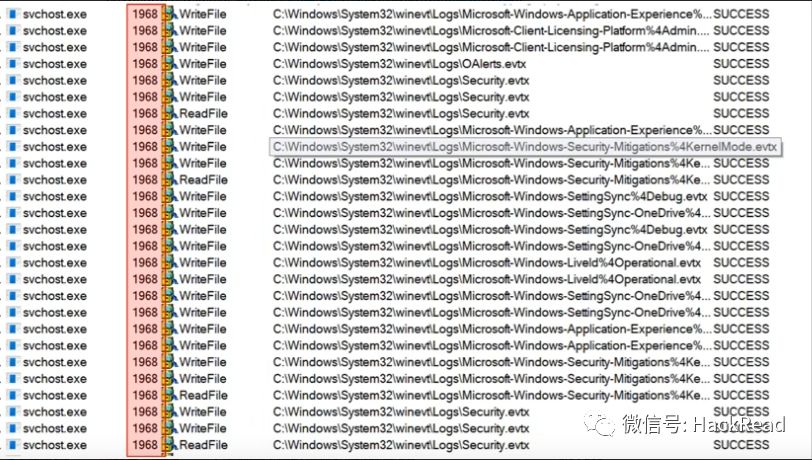 svchost.exe 1968 WriteFile C:\Windows\System32\winevt\Logs\Microsoft-Windows-Application-Experience%... SUCCESS
svchost.exe 1968 WriteFile C:\Windows\System32\winevt\Logs\Microsoft-Client-Licensing-Platform%4Admin.... SUCCESS
svchost.exe 1968 WriteFile C:\Windows\System32\winevt\Logs\Microsoft-Client-Licensing-Platform%4Admin.... SUCCESS
svchost.exe 1968 WriteFile C:\Windows\System32\winevt\Logs\OAlerts.evtx SUCCESS
svchost.exe 1968 WriteFile C:\Windows\System32\winevt\Logs\Security.evtx SUCCESS
svchost.exe 1968 WriteFile C:\Windows\System32\winevt\Logs\Security.evtx SUCCESS
svchost.exe 1968 ReadFile C:\Windows\System32\winevt\Logs\Security.evtx SUCCESS
svchost.exe 1968 WriteFile C:\Windows\System32\winevt\Logs\Microsoft-Windows-Application-Experience%... SUCCESS
svchost.exe 1968 WriteFile C:\Windows\System32\winevt\Logs\Microsoft-Windows-Security-Mitigations%4KernelMode.evtx
svchost.exe 1968 WriteFile C:\Windows\System32\winevt\Logs\Microsoft-Windows-Security-Mitigations%4Ke... SUCCESS
svchost.exe 1968 ReadFile C:\Windows\System32\winevt\Logs\Microsoft-Windows-Security-Mitigations%4Ke... SUCCESS
svchost.exe 1968 WriteFile C:\Windows\System32\winevt\Logs\Microsoft-Windows-SettingSync%4Debug.evtx SUCCESS
svchost.exe 1968 WriteFile C:\Windows\System32\winevt\Logs\Microsoft-Windows-SettingSync-OneDrive%4... SUCCESS
svchost.exe 1968 WriteFile C:\Windows\System32\winevt\Logs\Microsoft-Windows-SettingSync%4Debug.evtx SUCCESS
svchost.exe 1968 WriteFile C:\Windows\System32\winevt\Logs\Microsoft-Windows-SettingSync-OneDrive%4... SUCCESS
svchost.exe 1968 WriteFile C:\Windows\System32\winevt\Logs\Microsoft-Windows-LiveId%4Operational.evtx SUCCESS
svchost.exe 1968 WriteFile C:\Windows\System32\winevt\Logs\Microsoft-Windows-LiveId%4Operational.evtx SUCCESS
svchost.exe 1968 WriteFile C:\Windows\System32\winevt\Logs\Microsoft-Windows-SettingSync-OneDrive%4... SUCCESS
svchost.exe 1968 WriteFile C:\Windows\System32\winevt\Logs\Microsoft-Windows-SettingSync-OneDrive%4... SUCCESS
svchost.exe 1968 WriteFile C:\Windows\System32\winevt\Logs\Microsoft-Windows-Application-Experience%... SUCCESS
svchost.exe 1968 WriteFile C:\Windows\System32\winevt\Logs\Microsoft-Windows-Application-Experience%... SUCCESS
svchost.exe 1968 WriteFile C:\Windows\System32\winevt\Logs\Microsoft-Windows-Security-Mitigations%4Ke... SUCCESS
svchost.exe 1968 WriteFile C:\Windows\System32\winevt\Logs\Microsoft-Windows-Security-Mitigations%4Ke... SUCCESS
svchost.exe 1968 ReadFile C:\Windows\System32\winevt\Logs\Microsoft-Windows-Security-Mitigations%4Ke... SUCCESS
svchost.exe 1968 WriteFile C:\Windows\System32\winevt\Logs\Security.evtx SUCCESS
svchost.exe 1968 WriteFile C:\Windows\System32\winevt\Logs\Security.evtx SUCCESS
微信号: HackRead
svchost.exe 1968 ReadFile C:\Windows\System32\winevt\Logs\Security.evtx SUCCESS